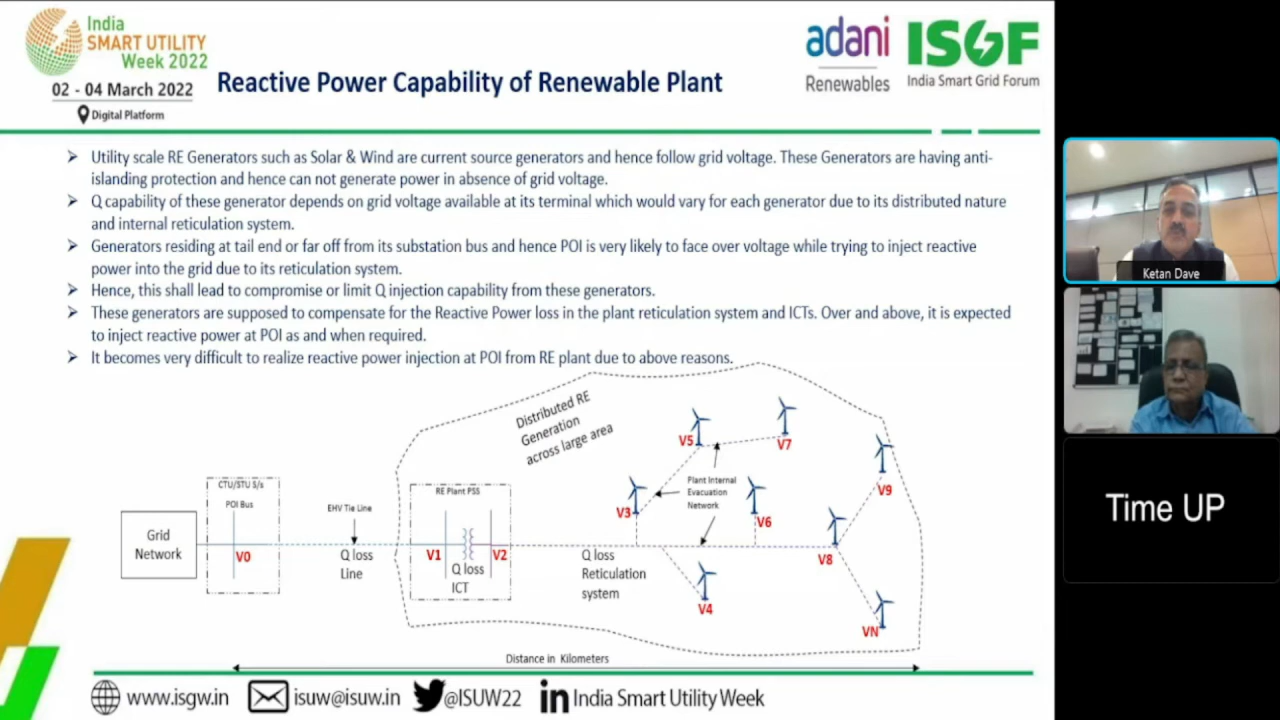 India
SMART UTILITY
Week 2022
02 - 04 March 2022
Digital Platform
Reactive Power Capability of Renewable Plant
adani
Renewables
ISGF
India Smart Grid Forum
Utility scale RE Generators such as Solar & Wind are current source generators and hence follow grid voltage. These Generators are having anti-
islanding protection and hence can not generate power in absence of grid voltage.
Q capability of these generator depends on grid voltage available at its terminal which would vary for each generator due to its distributed nature
and internal reticulation system.
Generators residing at tail end or far off from its substation bus and hence POI is very likely to face over voltage while trying to inject reactive
power into the grid due to its reticulation system.
Hence, this shall lead to compromise or limit Q injection capability from these generators.
These generators are supposed to compensate for the Reactive Power loss in the plant reticulation system and ICTs. Over and above, it is expected
to inject reactive power at POI as and when required.
It becomes very difficult to realize reactive power injection at POI from RE plant due to above reasons.
Distributed RE
Generation
across large area
Grid
Network
CTU/STU S/s
POI Bus
V0
EHV Tie Line
Q loss
Line
RE Plant PSS
V1
V2
Q loss
ICT
Q loss
Reticulation
system
Plant Internal
Evacuation
Network
V3
V4
V5
V6
V7
V8
V9
VN
Distance in Kilometers
www.isgw.in
isuw@isuw.in
@ISUW22
in India Smart Utility Week
Ketan Dave
Time UP